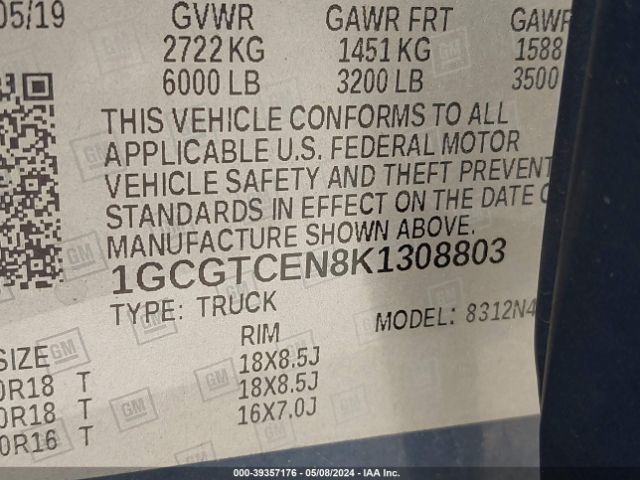 05/19 GVWR GAWR FRT GAWR
2722 KG 1451 KG 1588
6000 LB 3200 LB 3500
THIS VEHICLE CONFORMS TO ALL
APPLICABLE U.S. FEDERAL MOTOR
VEHICLE SAFETY AND THEFT PREVENT
STANDARDS IN EFFECT ON THE DATE O
MANUFACTURE SHOWN ABOVE.
1GCGTCEN8K1308803
TYPE: TRUCK MODEL: 8312N4
SIZE RIM
0R18 T 18X8.5J
0R18 T 18X8.5J
0R16 T 16X7.0J
000-39357176 - 05/08/2024 - IAA Inc.